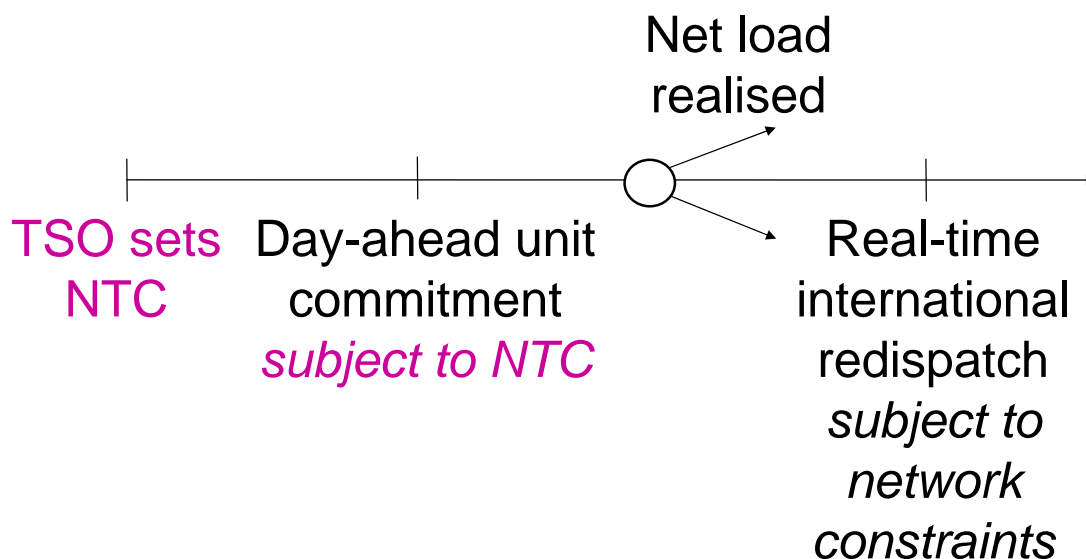 Net load
realised
TSO sets
NTC
Day-ahead unit
commitment
subject to NTC
Real-time
international
redispatch
subject to
network
constraints